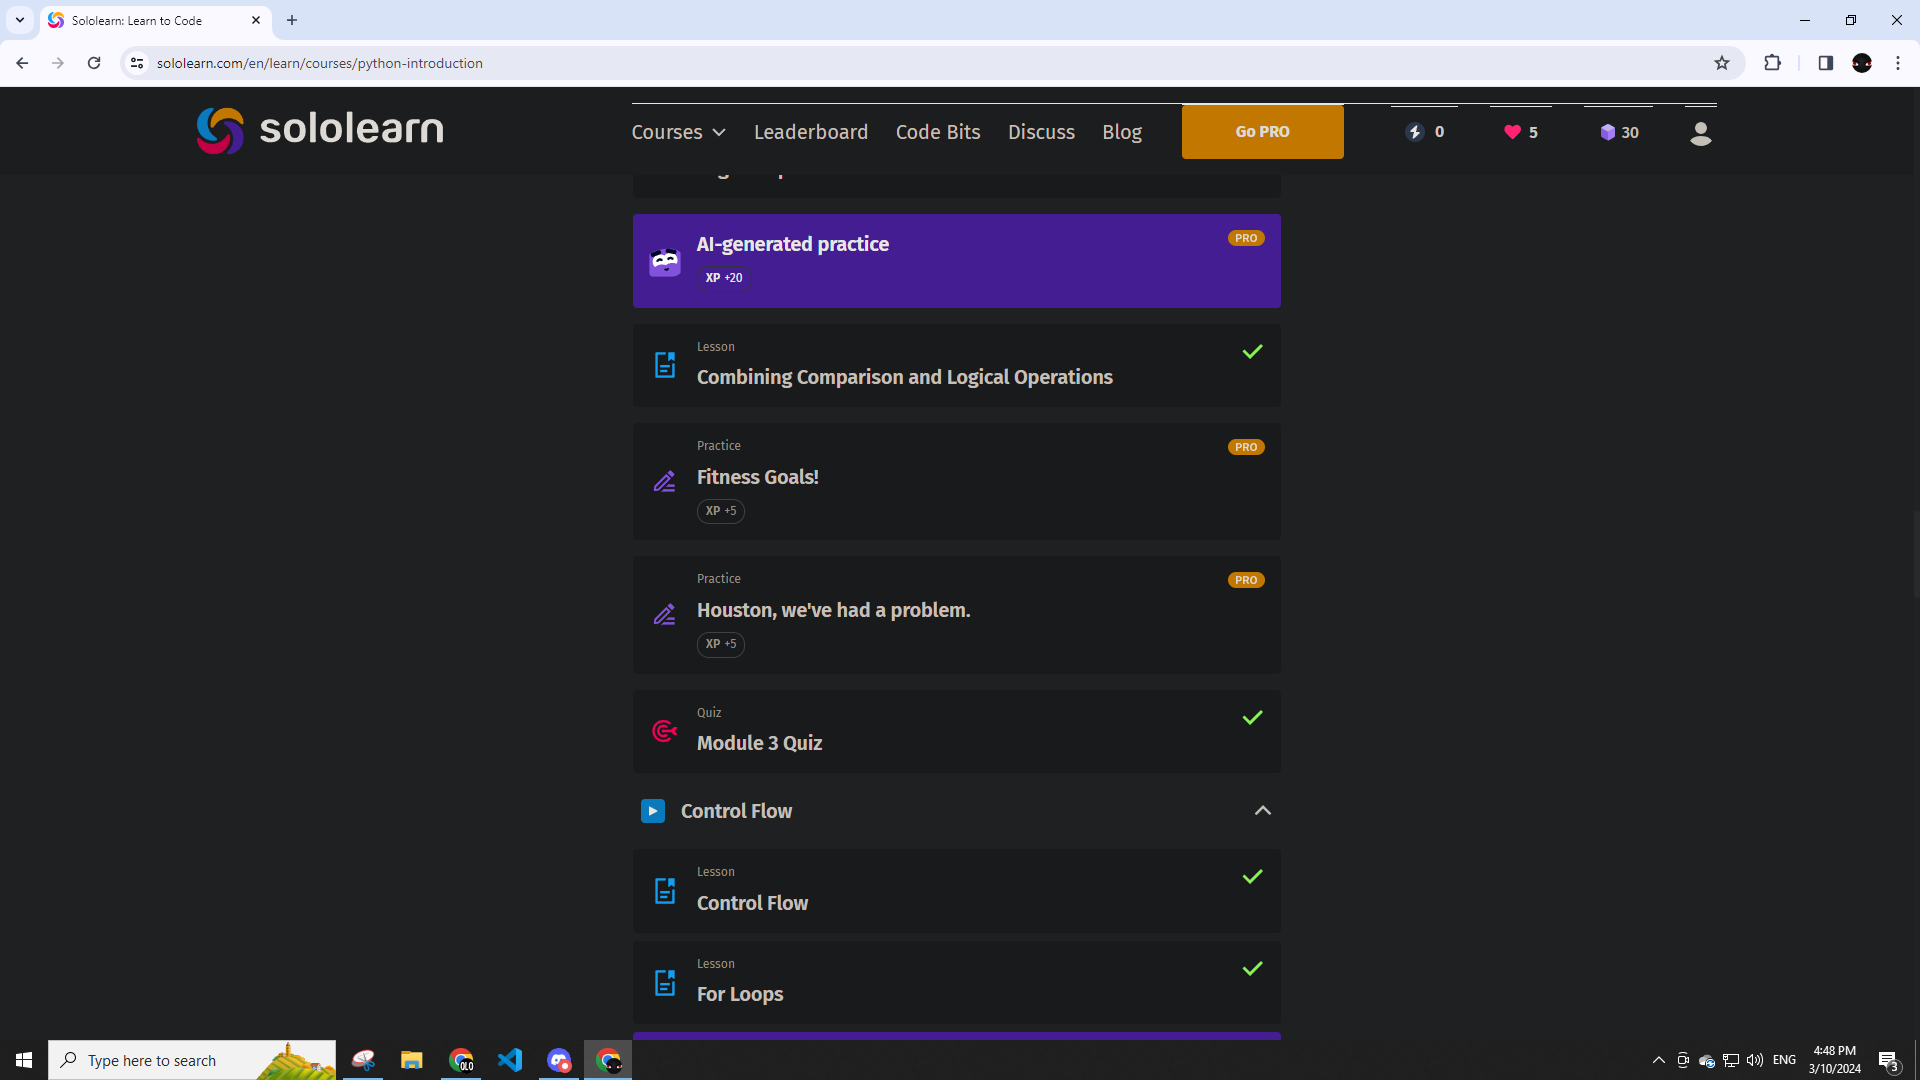 Sololearn: Learn to Code
sololearn.com/en/learn/courses/python-introduction
sololearn
Courses Leaderboard Code Bits Discuss Blog Go PRO 0 5 30
AI-generated practice PRO
XP +20
Lesson
Combining Comparison and Logical Operations
Practice PRO
Fitness Goals!
XP +5
Practice PRO
Houston, we've had a problem.
XP +5
Quiz
Module 3 Quiz
Control Flow
Lesson
Control Flow
Lesson
For Loops
Type here to search
OLO
ENG
4:48 PM
3/10/2024
3